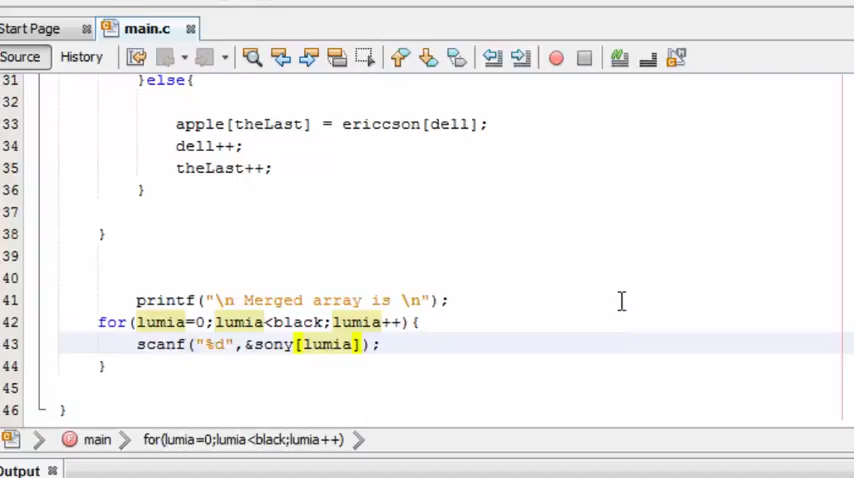 Start Page main.c
Source History
31 }else{
32
33 apple[theLast] = ericcson[dell];
34 dell++;
35 theLast++;
36 }
37
38 }
39
40
41 printf("\n Merged array is \n");
42 for(lumia=0;lumia<black;lumia++){
43 scanf("%d",&sony[lumia]);
44 }
45
46 }
main for(lumia=0;lumia<black;lumia++)
Output